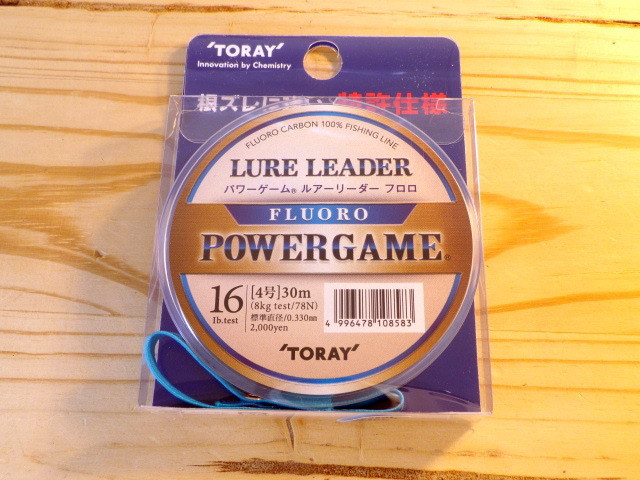 'TORAY'
Innovation by Chemistry
根ズレに強い 特許仕様
FLUORO CARBON 100% FISHING LINE
LURE LEADER
パワーゲーム® ルアーリーダー フロロ
FLUORO
POWERGAME®
16 [4号]30m
lb.test (8kg test/78N)
標準直径/0.330mm
2,000yen
4 996478 108583
'TORAY'